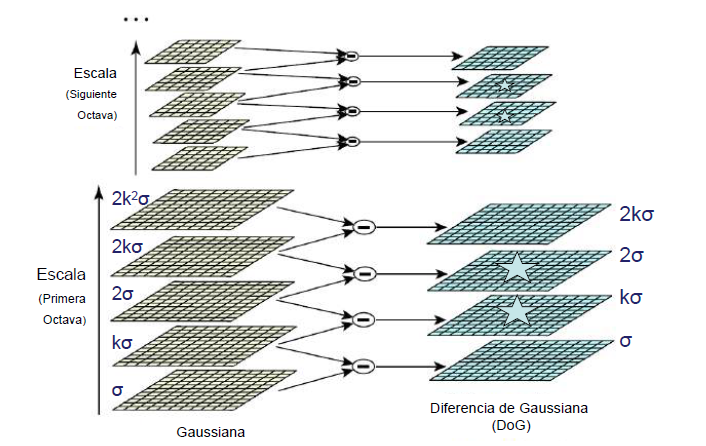 ...
Escala
(Siguiente
Octava)
2k²σ
2kσ
2σ
kσ
σ
Escala
(Primera
Octava)
2kσ
2σ
kσ
σ
Gaussiana
Diferencia de Gaussiana
(DoG)